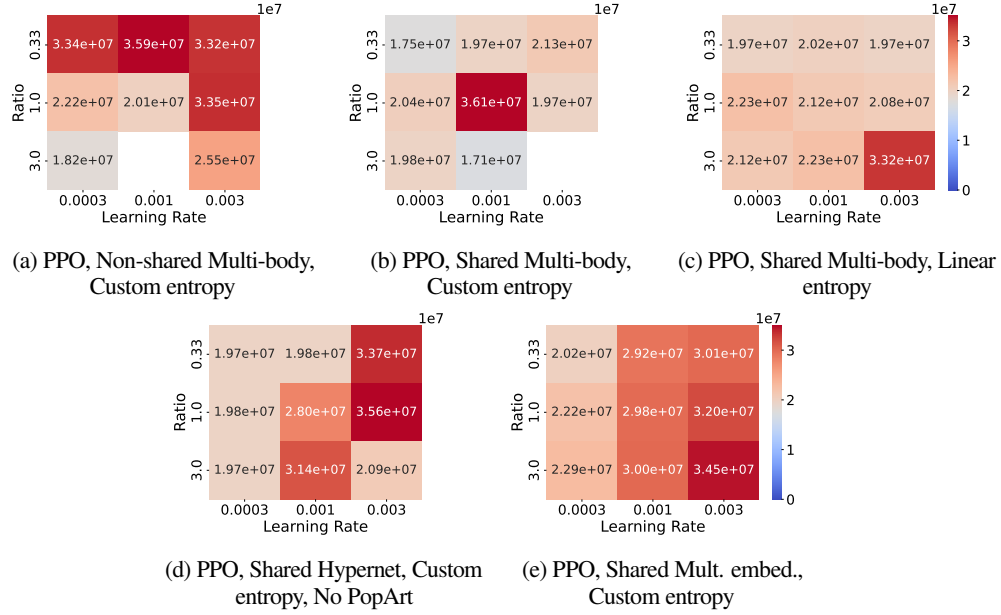 1e7
0.33 3.34e+07 3.59e+07 3.32e+07
Ratio 1.0 2.22e+07 2.01e+07 3.35e+07
3.0 1.82e+07 2.55e+07
0.0003 0.001 0.003
Learning Rate
(a) PPO, Non-shared Multi-body,
Custom entropy
1e7
0.33 1.75e+07 1.97e+07 2.13e+07
Ratio 1.0 2.04e+07 3.61e+07 1.97e+07
3.0 1.98e+07 1.71e+07
0.0003 0.001 0.003
Learning Rate
(b) PPO, Shared Multi-body,
Custom entropy
1e7
0.33 1.97e+07 2.02e+07 1.97e+07
Ratio 1.0 2.23e+07 2.12e+07 2.08e+07
3.0 2.12e+07 2.23e+07 3.32e+07
0.0003 0.001 0.003
Learning Rate
3
2
1
0
(c) PPO, Shared Multi-body, Linear
entropy
1e7
0.33 1.97e+07 1.98e+07 3.37e+07
Ratio 1.0 1.98e+07 2.80e+07 3.56e+07
3.0 1.97e+07 3.14e+07 2.09e+07
0.0003 0.001 0.003
Learning Rate
(d) PPO, Shared Hypernet, Custom
entropy, No PopArt
1e7
0.33 2.02e+07 2.92e+07 3.01e+07
Ratio 1.0 2.22e+07 2.98e+07 3.20e+07
3.0 2.29e+07 3.00e+07 3.45e+07
0.0003 0.001 0.003
Learning Rate
3
2
1
0
(e) PPO, Shared Mult. embed.,
Custom entropy